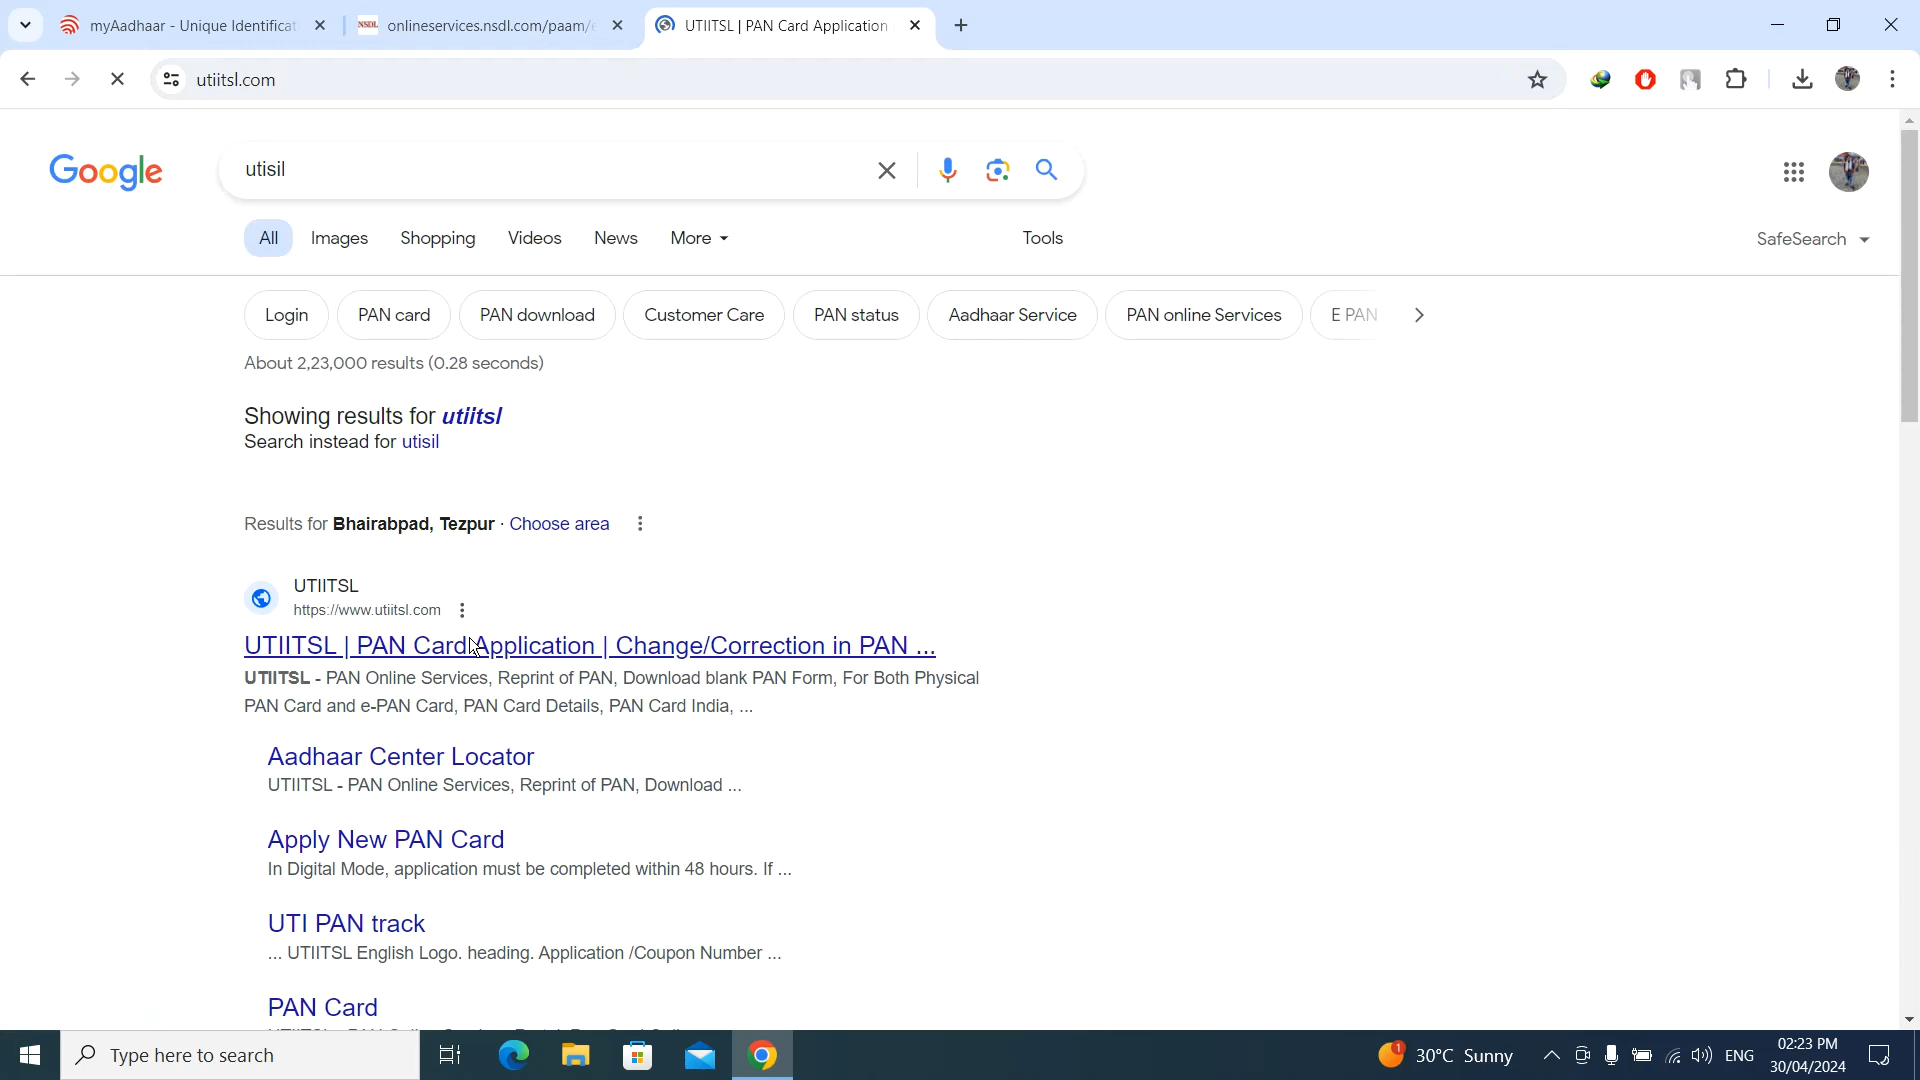 myAadhaar - Unique Identificat
NSDL onlineservices.nsdl.com/paam/e
UTIITSL | PAN Card Application
utiitsl.com
Google
utisil
All Images Shopping Videos News More Tools SafeSearch
Login PAN card PAN download Customer Care PAN status Aadhaar Service PAN online Services E PAN
About 2,23,000 results (0.28 seconds)
Showing results for utiitsl
Search instead for utisil
Results for Bhairabpad, Tezpur · Choose area
UTIITSL
https://www.utiitsl.com
UTIITSL | PAN Card Application | Change/Correction in PAN ...
UTIITSL - PAN Online Services, Reprint of PAN, Download blank PAN Form, For Both Physical
PAN Card and e-PAN Card, PAN Card Details, PAN Card India, ...
Aadhaar Center Locator
UTIITSL - PAN Online Services, Reprint of PAN, Download ...
Apply New PAN Card
In Digital Mode, application must be completed within 48 hours. If ...
UTI PAN track
... UTIITSL English Logo. heading. Application /Coupon Number ...
PAN Card
Type here to search
1 30°C Sunny
ENG
02:23 PM
30/04/2024